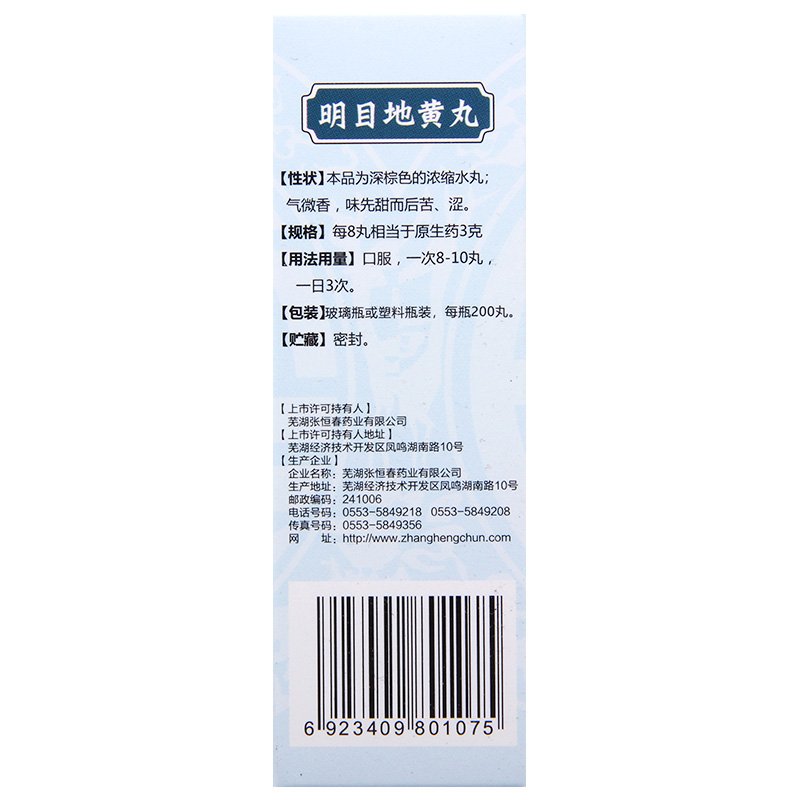 明目地黄丸
【性状】本品为深棕色的浓缩水丸；
气微香，味先甜而后苦、涩。
【规格】每8丸相当于原生药3克
【用法用量】口服，一次8-10丸，
一日3次。
【包装】玻璃瓶或塑料瓶装，每瓶200丸。
【贮藏】密封。
【上市许可持有人】
芜湖张恒春药业有限公司
【上市许可持有人地址】
芜湖经济技术开发区凤鸣湖南路10号
【生产企业】
企业名称：芜湖张恒春药业有限公司
生产地址：芜湖经济技术开发区凤鸣湖南路10号
邮政编码：241006
电话号码：0553-5849218 0553-5849208
传真号码：0553-5849356
网 址：http://www.zhanghengchun.com
6 923409 801075